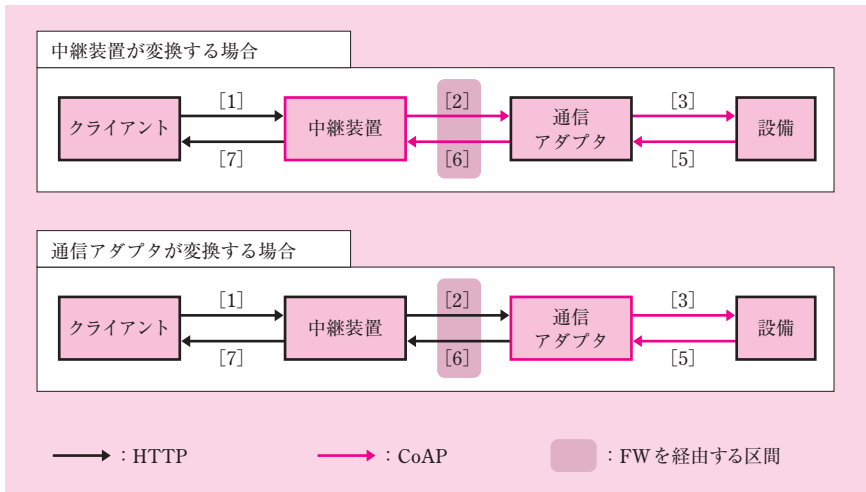 中継装置が変換する場合
[1] [2] [3]
クライアント 中継装置 通信 設備
アダプタ
[7] [6] [5]
通信アダプタが変換する場合
[1] [2] [3]
クライアント 中継装置 通信 設備
アダプタ
[7] [6] [5]
：HTTP ：CoAP ：FWを経由する区間